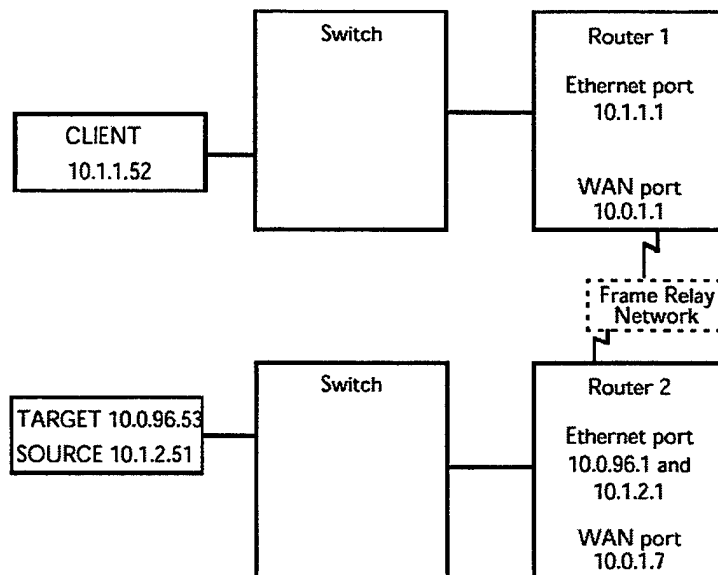 Switch
Router 1
Ethernet port
10.1.1.1
WAN port
10.0.1.1
CLIENT
10.1.1.52
Frame Relay
Network
Switch
Router 2
Ethernet port
10.0.96.1 and
10.1.2.1
WAN port
10.0.1.7
TARGET 10.0.96.53
SOURCE 10.1.2.51